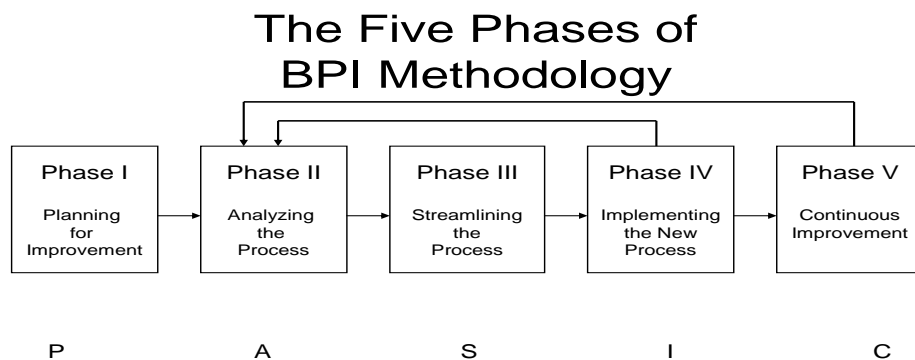 The Five Phases of
BPI Methodology
Phase I
Planning
for
Improvement
Phase II
Analyzing
the
Process
Phase III
Streamlining
the
Process
Phase IV
Implementing
the New
Process
Phase V
Continuous
Improvement
P A S I C